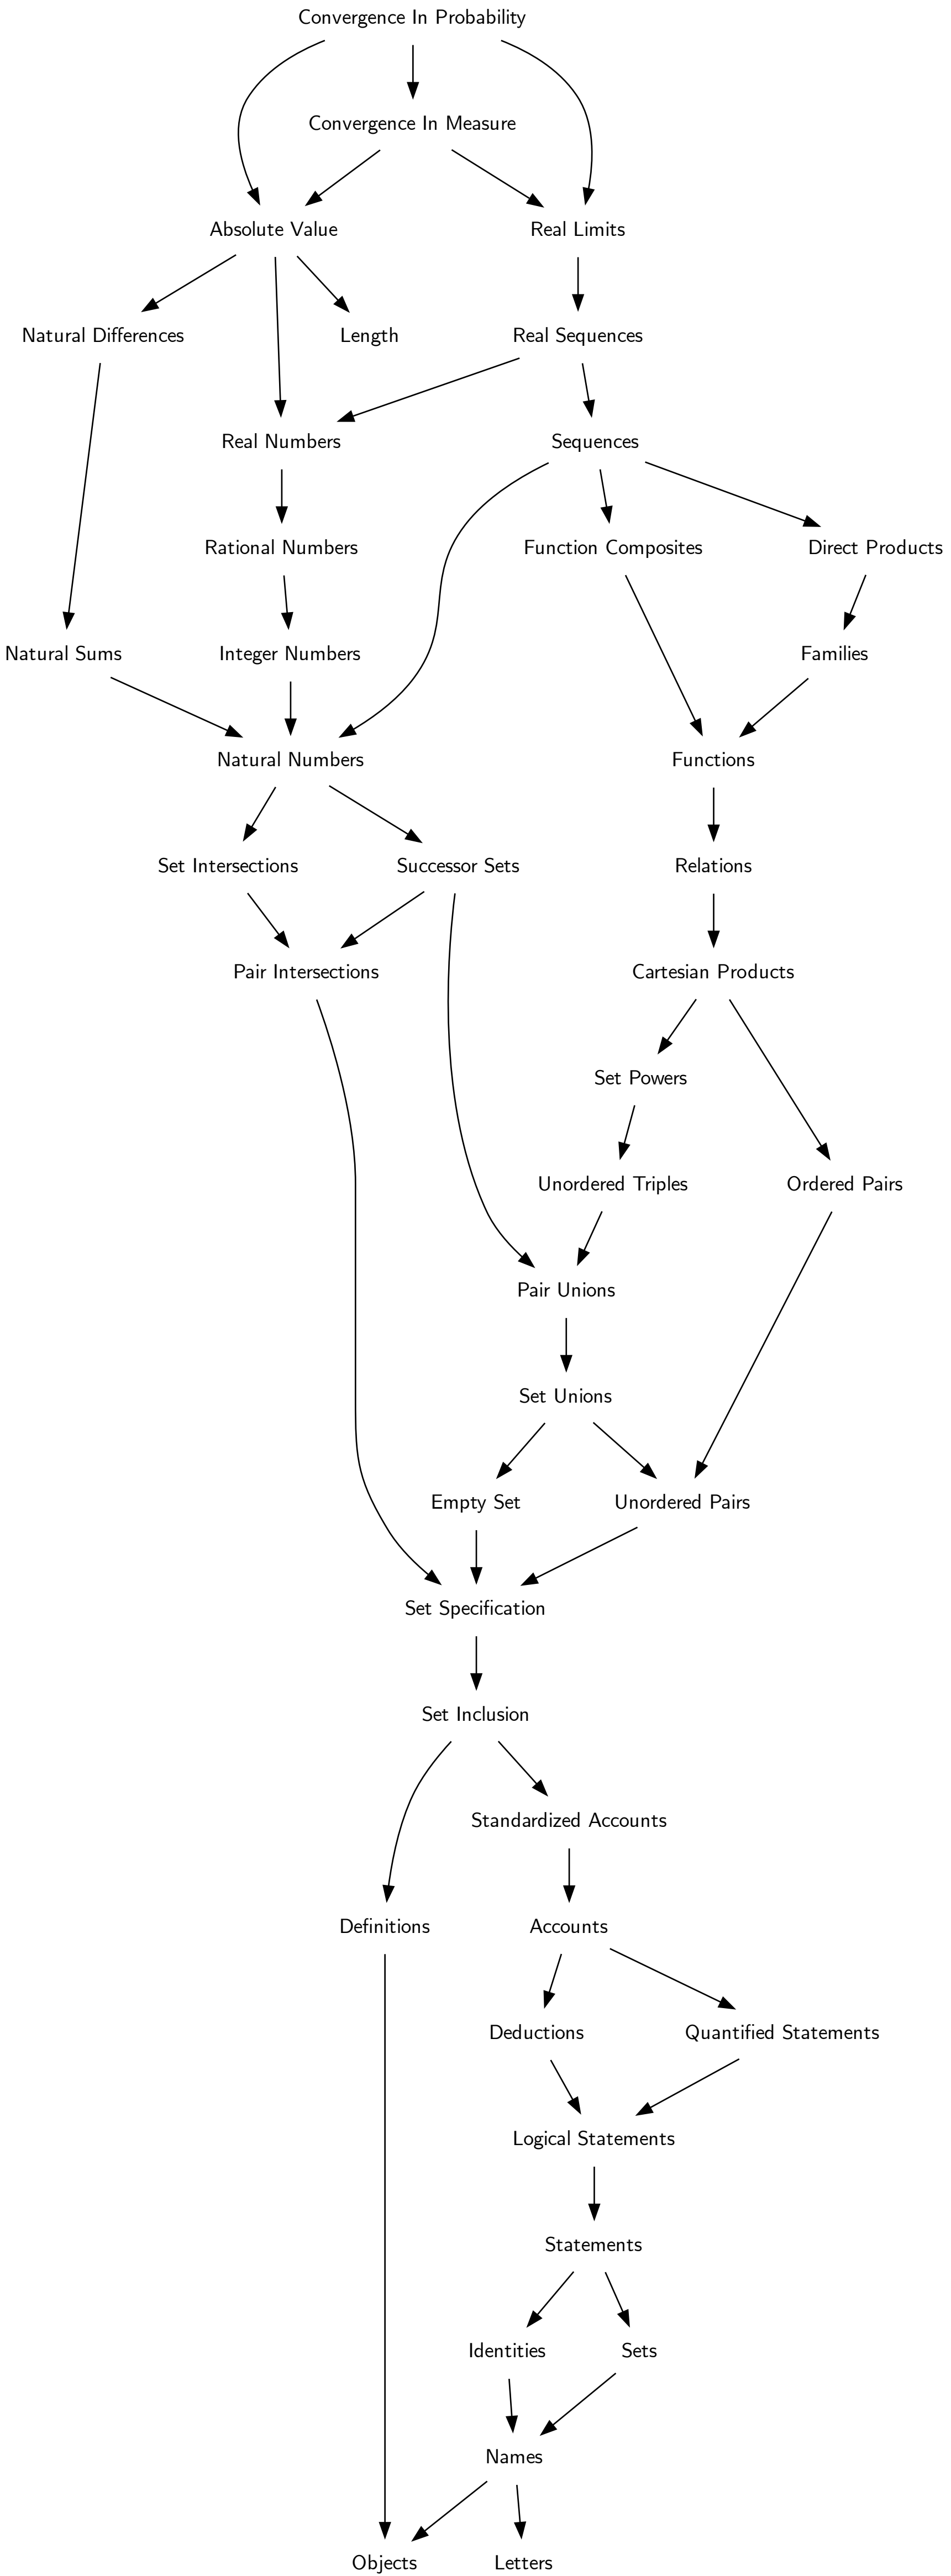 Convergence In Probability
Convergence In Measure
Absolute Value
Real Limits
Natural Differences
Length
Real Sequences
Real Numbers
Sequences
Rational Numbers
Function Composites
Direct Products
Natural Sums
Integer Numbers
Families
Natural Numbers
Functions
Set Intersections
Successor Sets
Relations
Pair Intersections
Cartesian Products
Set Powers
Unordered Triples
Ordered Pairs
Pair Unions
Set Unions
Empty Set
Unordered Pairs
Set Specification
Set Inclusion
Standardized Accounts
Definitions
Accounts
Deductions
Quantified Statements
Logical Statements
Statements
Identities
Sets
Names
Objects
Letters